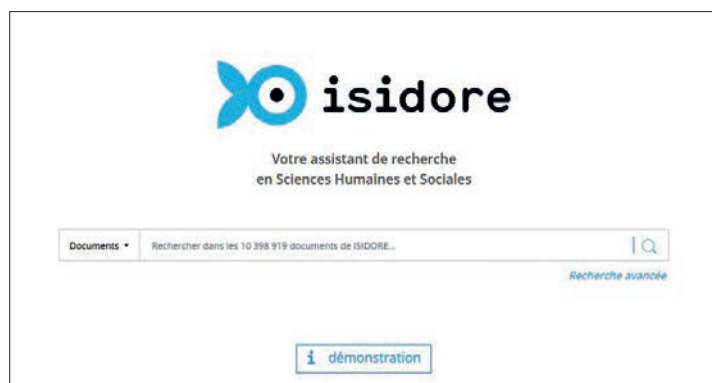 isidore
Votre assistant de recherche
en Sciences Humaines et Sociales
Documents
Rechercher dans les 10 398 919 documents de ISIDORE...
Recherche avancée
i démonstration